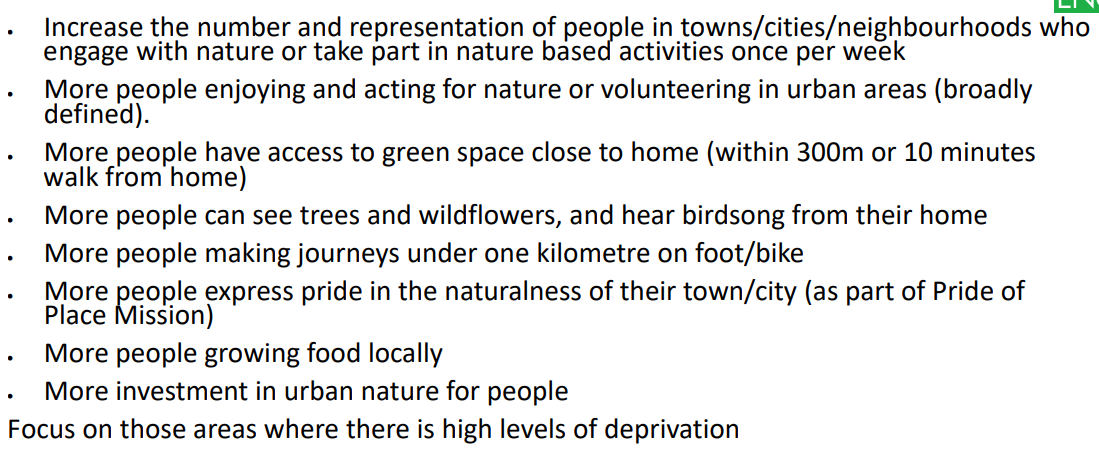 • Increase the number and representation of people in towns/cities/neighbourhoods who
engage with nature or take part in nature based activities once per week
• More people enjoying and acting for nature or volunteering in urban areas (broadly
defined).
• More people have access to green space close to home (within 300m or 10 minutes
walk from home)
• More people can see trees and wildflowers, and hear birdsong from their home
• More people making journeys under one kilometre on foot/bike
• More people express pride in the naturalness of their town/city (as part of Pride of
Place Mission)
• More people growing food locally
• More investment in urban nature for people
Focus on those areas where there is high levels of deprivation